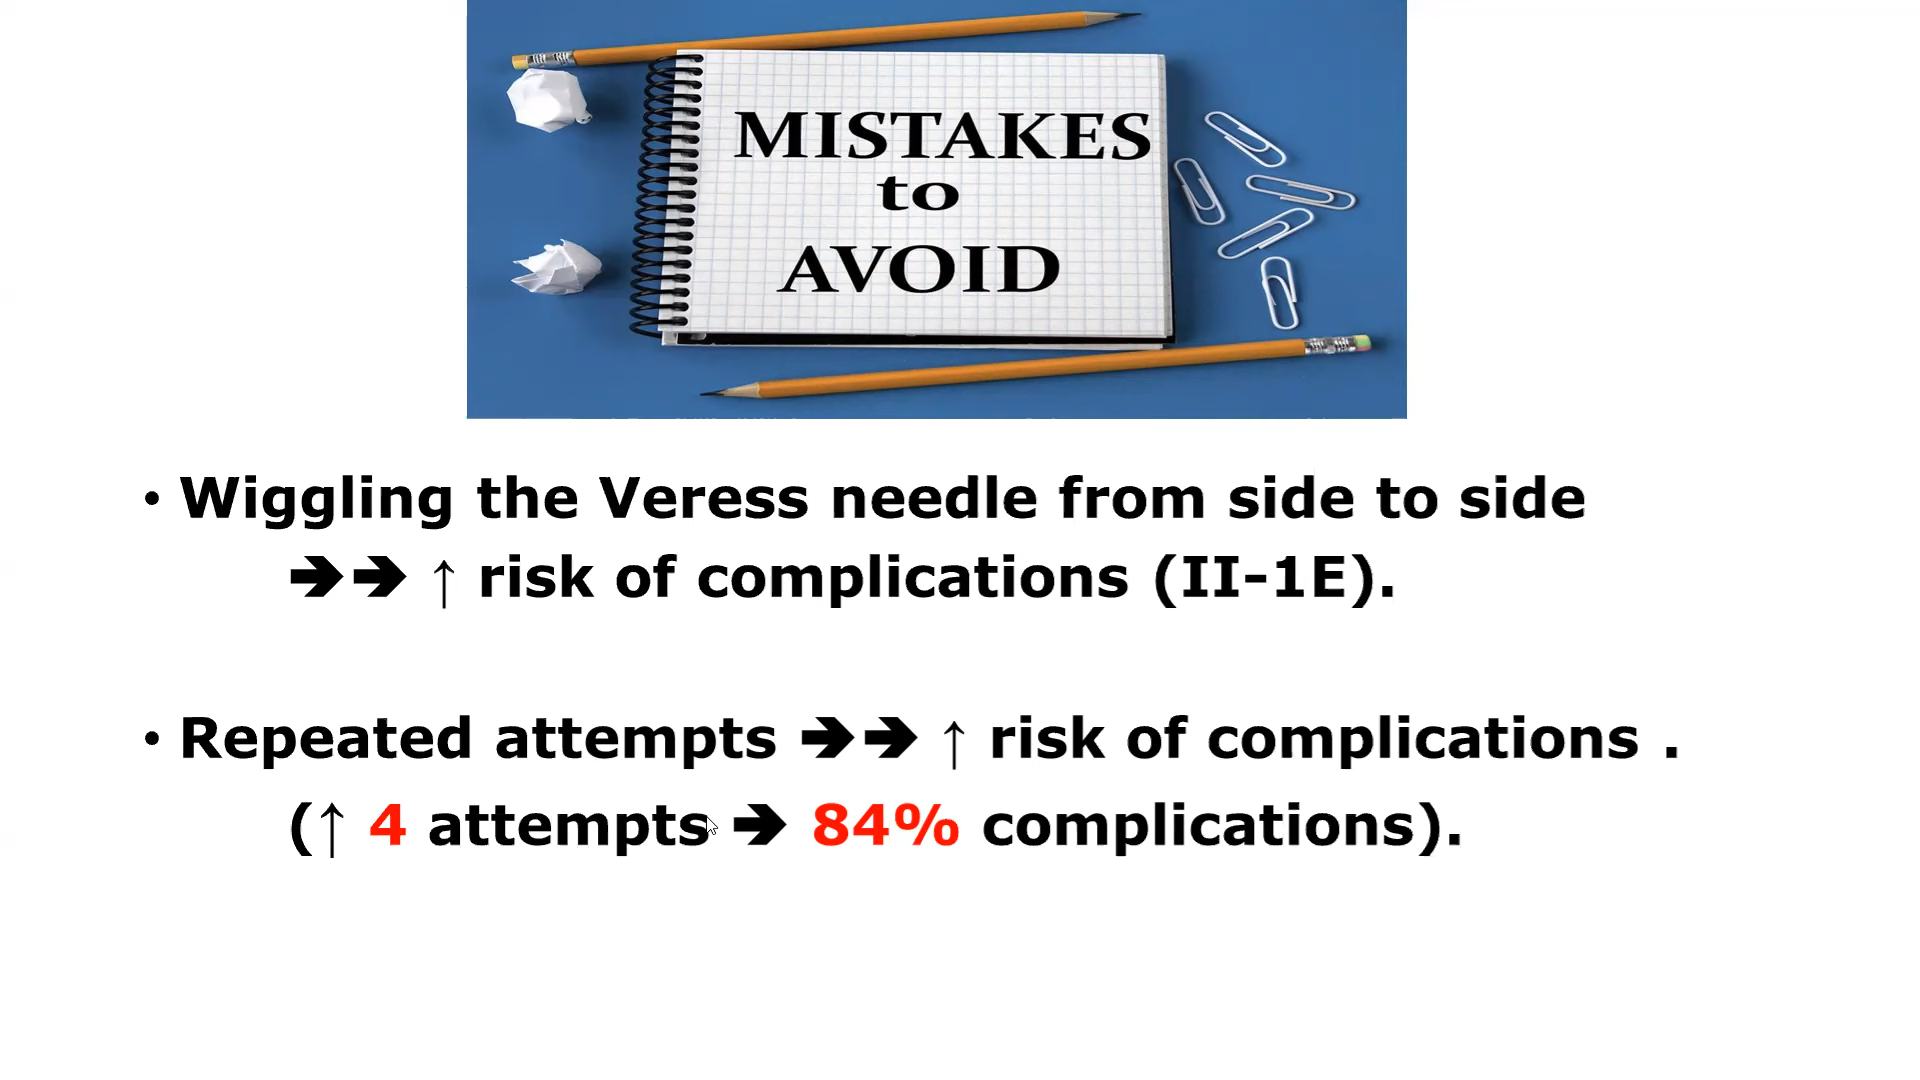 MISTAKES
to
AVOID
• Wiggling the Veress needle from side to side
➔➔ ↑ risk of complications (II-1E).
• Repeated attempts ➔➔ ↑ risk of complications .
(↑ 4 attempts ➔ 84% complications).